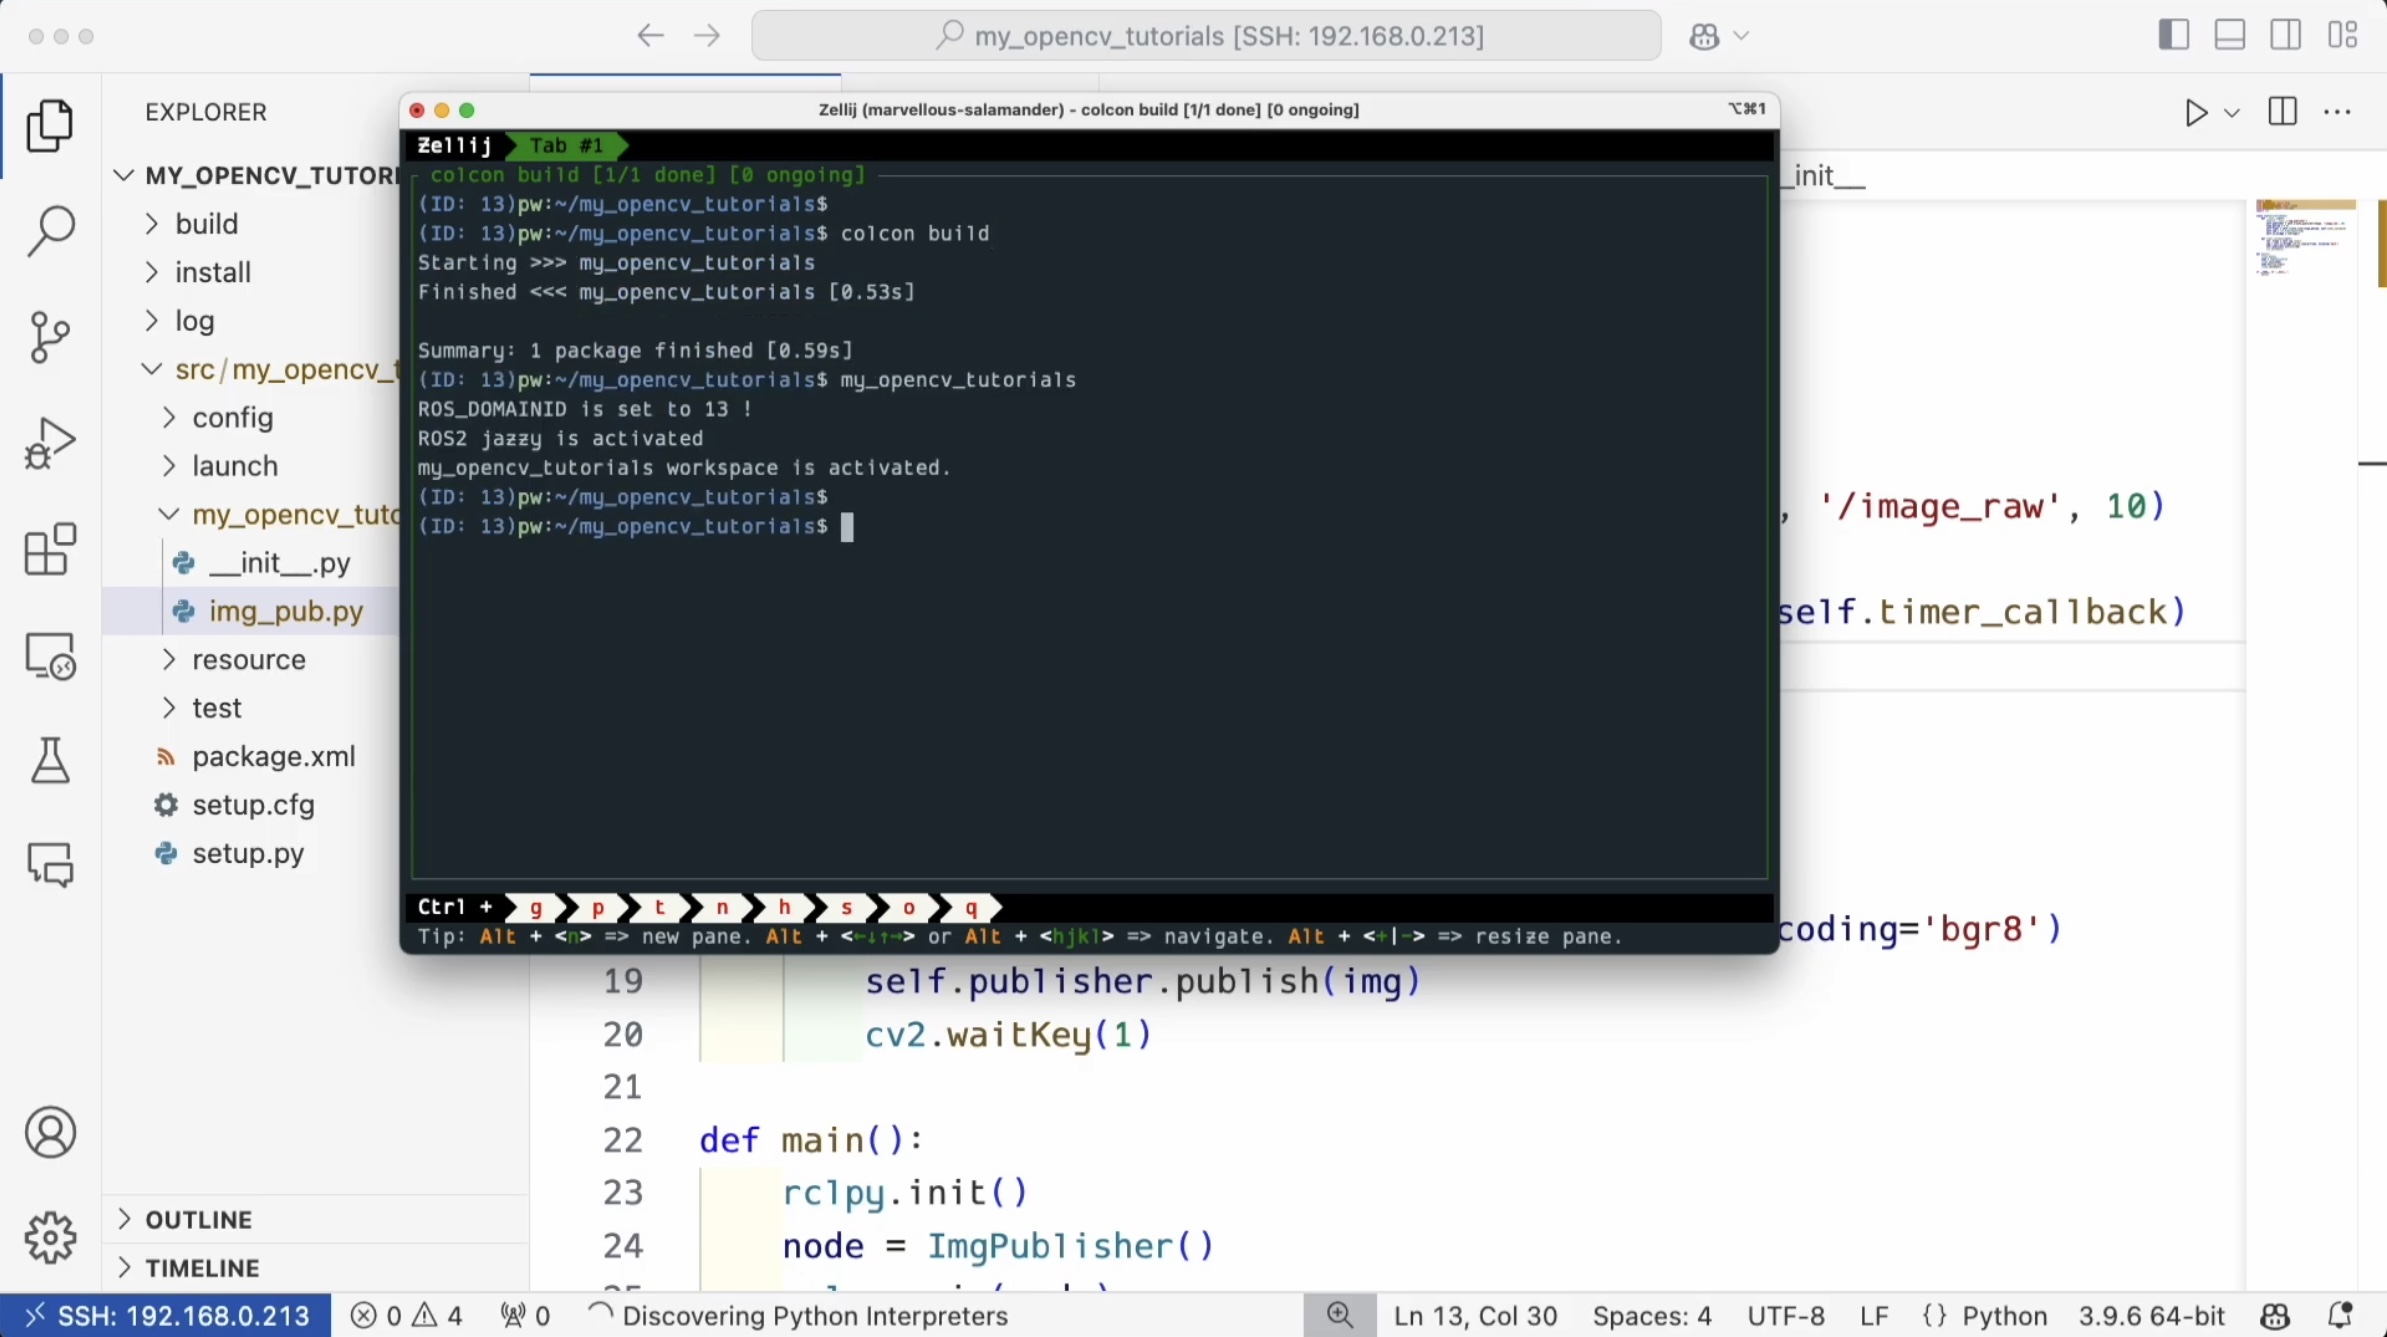 my_opencv_tutorials [SSH: 192.168.0.213]
EXPLORER
MY_OPENCV_TUTORI
build
install
log
src/my_opencv_t
config
launch
my_opencv_tuto
__init__.py
img_pub.py
resource
test
package.xml
setup.cfg
setup.py
OUTLINE
TIMELINE
Zellij (marvellous-salamander) - colcon build [1/1 done] [0 ongoing]
⌥⌘1
Zellij Tab #1
colcon build [1/1 done] [0 ongoing]
(ID: 13)pw:~/my_opencv_tutorials$
(ID: 13)pw:~/my_opencv_tutorials$ colcon build
Starting >>> my_opencv_tutorials
Finished <<< my_opencv_tutorials [0.53s]
Summary: 1 package finished [0.59s]
(ID: 13)pw:~/my_opencv_tutorials$ my_opencv_tutorials
ROS_DOMAINID is set to 13 !
ROS2 jazzy is activated
my_opencv_tutorials workspace is activated.
(ID: 13)pw:~/my_opencv_tutorials$
(ID: 13)pw:~/my_opencv_tutorials$
Ctrl + g p t n h s o q
Tip: Alt + <n> => new pane. Alt + <←↓↑→> or Alt + <hjkl> => navigate. Alt + <+|-> => resize pane.
_init__
, '/image_raw', 10)
self.timer_callback)
coding='bgr8')
19 self.publisher.publish(img)
20 cv2.waitKey(1)
21
22 def main():
23 rclpy.init()
24 node = ImgPublisher()
SSH: 192.168.0.213 0 4 0 Discovering Python Interpreters Ln 13, Col 30 Spaces: 4 UTF-8 LF {} Python 3.9.6 64-bit